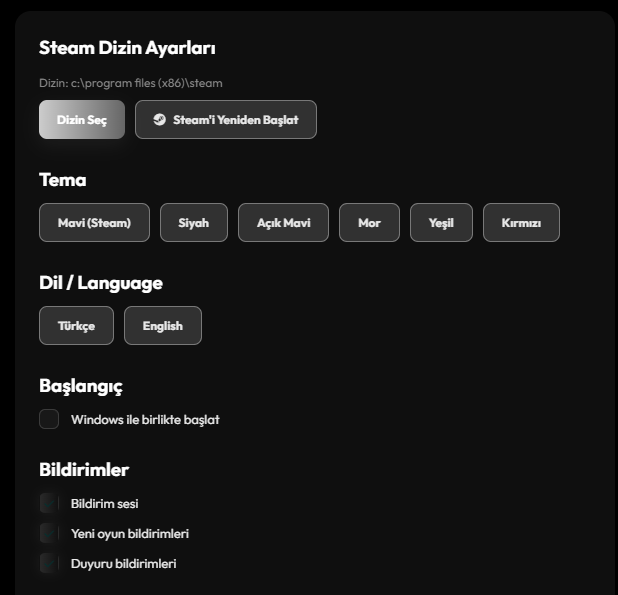 Steam Dizin Ayarları
Dizin: c:\program files (x86)\steam
Dizin Seç
Steam'i Yeniden Başlat
Tema
Mavi (Steam)
Siyah
Açık Mavi
Mor
Yeşil
Kırmızı
Dil / Language
Türkçe
English
Başlangıç
Windows ile birlikte başlat
Bildirimler
Bildirim sesi
Yeni oyun bildirimleri
Duyuru bildirimleri